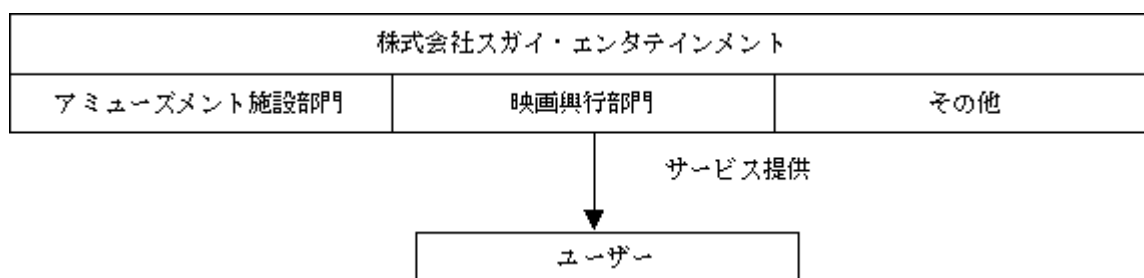 株式会社スガイ・エンタテインメント
アミューズメント施設部門 映画興行部門 その他
サービス提供
ユーザー